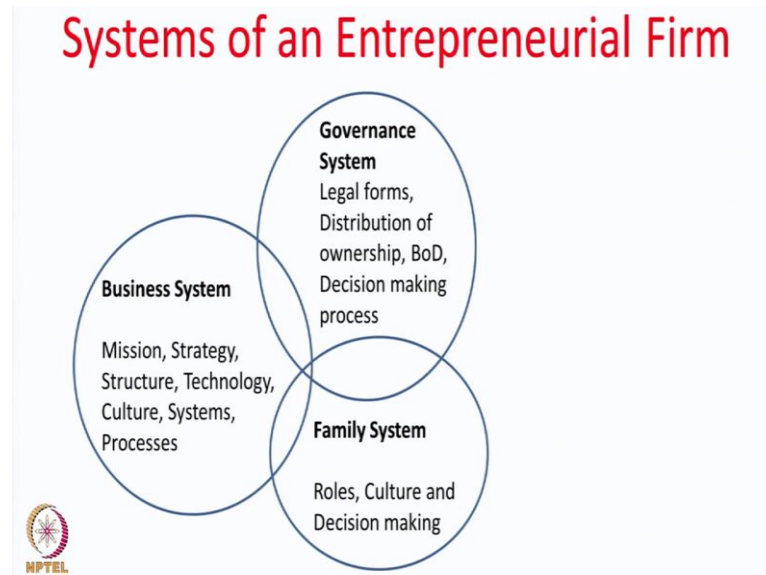 Systems of an Entrepreneurial Firm
Governance
System
Legal forms,
Distribution of
ownership, BoD,
Decision making
process
Business System
Mission, Strategy,
Structure, Technology,
Culture, Systems,
Processes
Family System
Roles, Culture and
Decision making
NPTEL